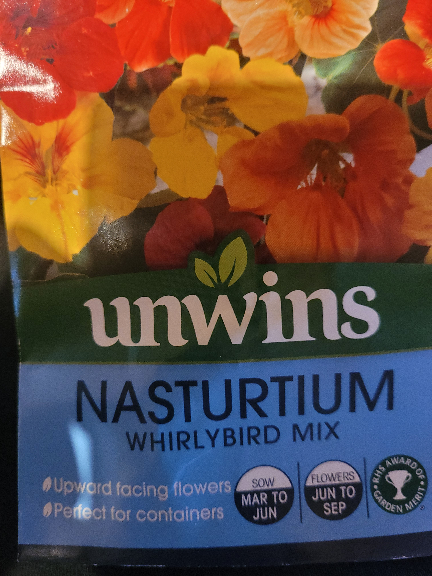 unwins
NASTURTIUM
WHIRLYBIRD MIX
Upward facing flowers
Perfect for containers
SOW
MAR TO
JUN
FLOWERS
JUN TO
SEP
RHS AWARD OF
GARDEN MERIT